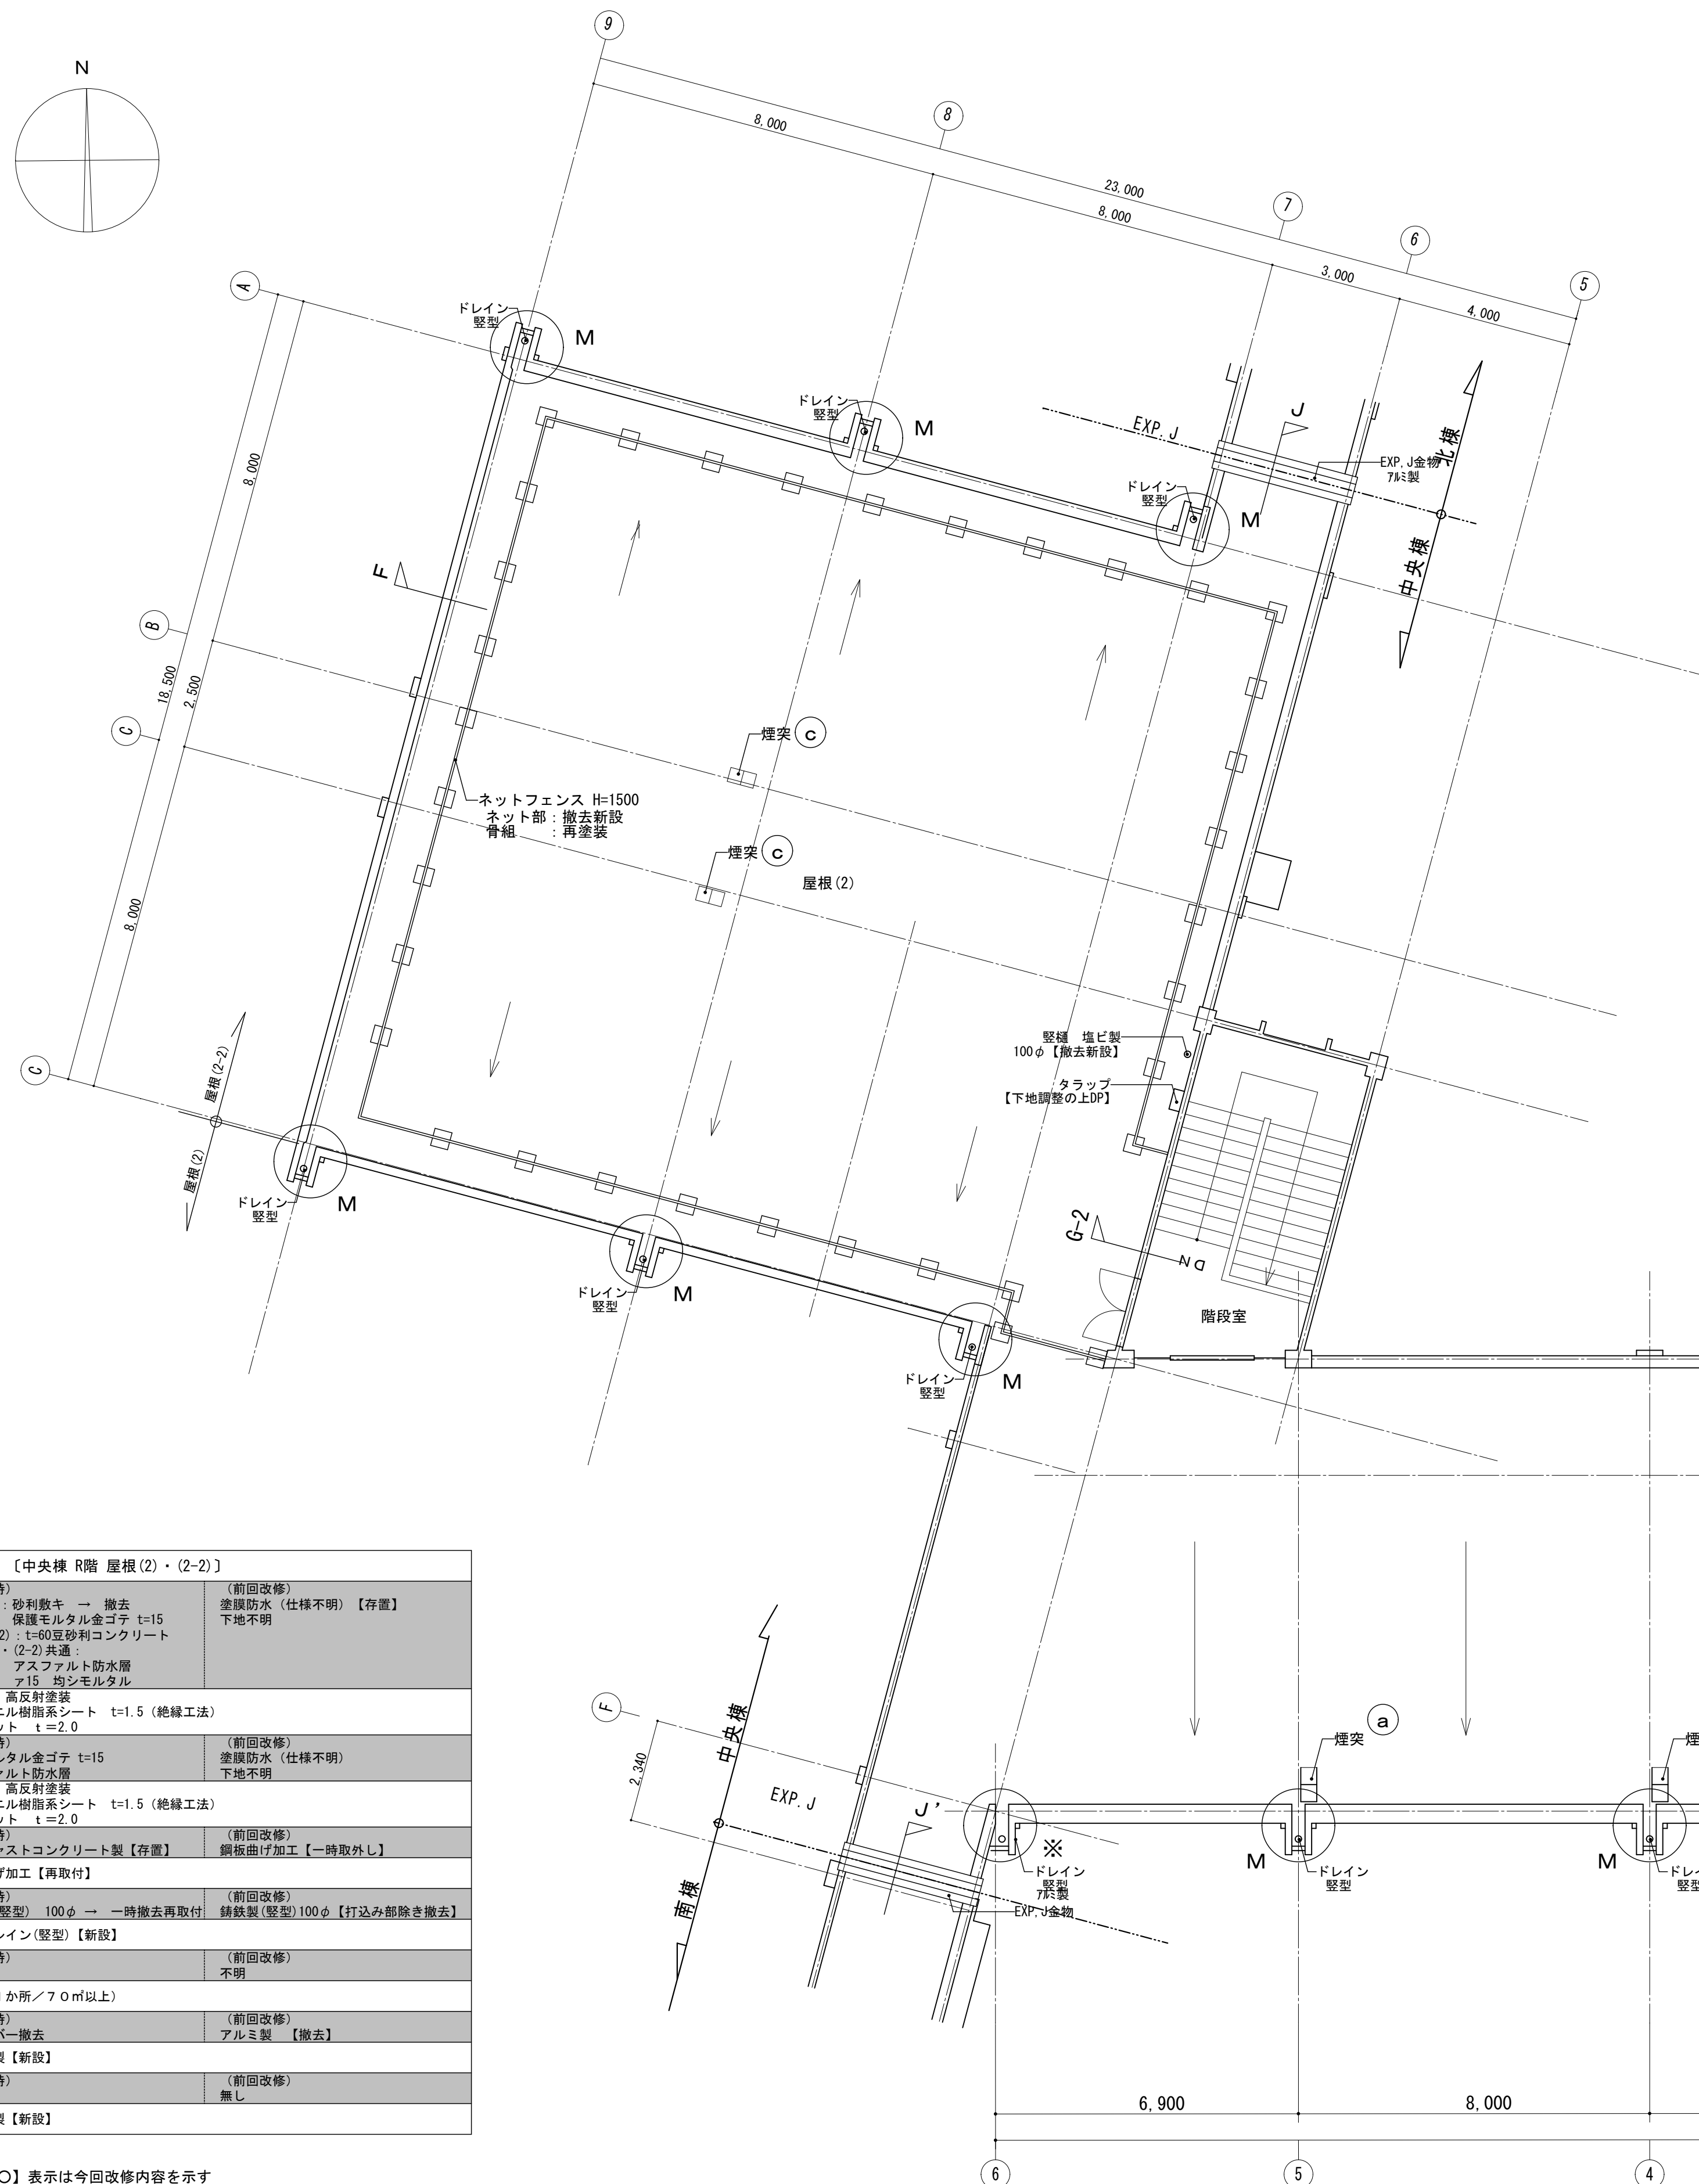 N
9
8
7
6
5
8,000
23,000
8,000
3,000
4,000
A
B
C
C
8,000
18,500
2,500
8,000
ドレイン
竪型
M
ドレイン
竪型
M
ドレイン
竪型
M
EXP.J
J
EXP.J金物
アルミ製
北棟
中央棟
F
煙突
c
ネットフェンス H=1500
ネット部：撤去新設
骨組　　：再塗装
煙突
c
屋根(2)
竪樋　塩ビ製
100φ【撤去新設】
タラップ
【下地調整の上DP】
屋根(2-2)
屋根(2)
ドレイン
竪型
M
ドレイン
竪型
M
ドレイン
竪型
M
G-2
DN
階段室
F
2,340
中央棟
南棟
EXP.J
J'
EXP.J金物
※
ドレイン
竪型
アルミ製
煙突
a
M
ドレイン
竪型
M
6,900
8,000
6
5
4
〔中央棟 R階 屋根(2)・(2-2)〕
時)
：砂利敷キ → 撤去
保護モルタル金ゴテ t=15
2)：t=60豆砂利コンクリート
・(2-2)共通：
アスファルト防水層
ァ15 均シモルタル
(前回改修)
塗膜防水（仕様不明）【存置】
下地不明
高反射塗装
ニル樹脂系シート t=1.5（絶縁工法）
ット ｔ＝2.0
時)
ルタル金ゴテ t=15
ァルト防水層
(前回改修)
塗膜防水（仕様不明）
下地不明
高反射塗装
ニル樹脂系シート t=1.5（絶縁工法）
ット ｔ＝2.0
時)
ャストコンクリート製【存置】
(前回改修)
鋼板曲げ加工【一時取外し】
げ加工【再取付】
時)
竪型) 100φ → 一時撤去再取付
(前回改修)
鋳鉄製(竪型)100φ【打込み部除き撤去】
レイン(竪型)【新設】
時)
(前回改修)
不明
か所／７０㎡以上）
時)
バー撤去
(前回改修)
アルミ製 【撤去】
製【新設】
時)
(前回改修)
無し
製【新設】
○】表示は今回改修内容を示す